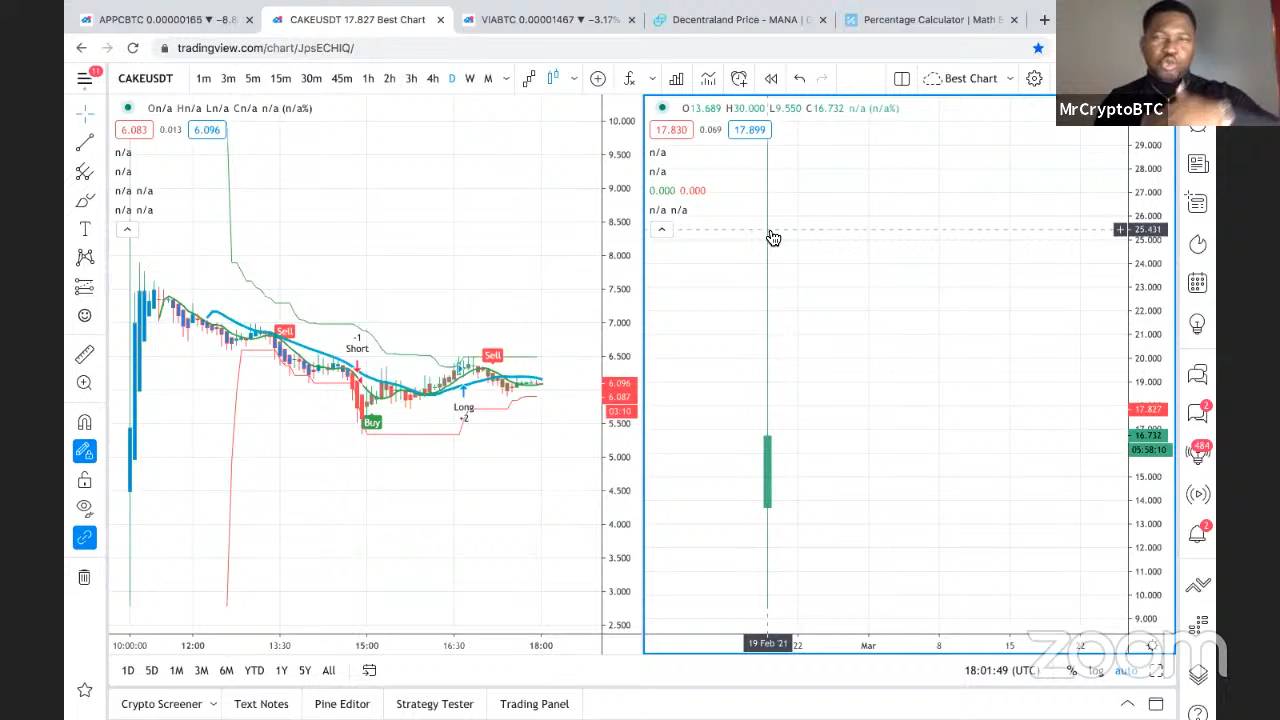 APPCBTC 0.00000165 ▼ −8.8
CAKEUSDT 17.827 Best Chart
VIABTC 0.00001467 ▼ −3.17%
Decentraland Price - MANA | C
Percentage Calculator | Math &
tradingview.com/chart/JpsECHIQ/
MrCryptoBTC
11
CAKEUSDT 1m 3m 5m 15m 30m 45m 1h 2h 3h 4h D W M
Best Chart
On/a Hn/a Ln/a Cn/a n/a (n/a%)
6.083 0.013 6.096
n/a
n/a
n/a n/a
n/a n/a
Sell
-1
Short
Buy
Long
+2
Sell
10.000
9.500
9.000
8.500
8.000
7.500
7.000
6.500
6.096
6.087
03:10
5.500
5.000
4.500
4.000
3.500
3.000
2.500
10:00:00 12:00 13:30 15:00 16:30 18:00
O13.689 H30.000 L9.550 C16.732 n/a (n/a%)
17.830 0.069 17.899
n/a
n/a
0.000 0.000
n/a n/a
29.000
28.000
27.000
26.000
25.431
25.000
24.000
23.000
22.000
21.000
20.000
19.000
17.827
16.732
05:58:10
15.000
14.000
13.000
12.000
11.000
10.000
9.000
19 Feb '21 22 Mar 8 15 22
2
484
2
1D 5D 1M 3M 6M YTD 1Y 5Y All
18:01:49 (UTC) % log auto
zoom
Crypto Screener Text Notes Pine Editor Strategy Tester Trading Panel